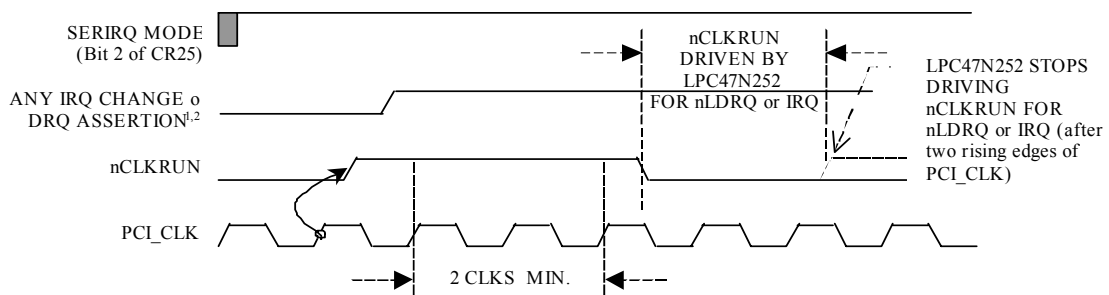 SERIRQ MODE
(Bit 2 of CR25)
nCLKRUN
DRIVEN BY
LPC47N252
FOR nLDRQ or IRQ
LPC47N252 STOPS
DRIVING
nCLKRUN FOR
nLDRQ or IRQ (after
two rising edges of
PCI_CLK)
ANY IRQ CHANGE o
DRQ ASSERTION1,2
nCLKRUN
PCI_CLK
2 CLKS MIN.